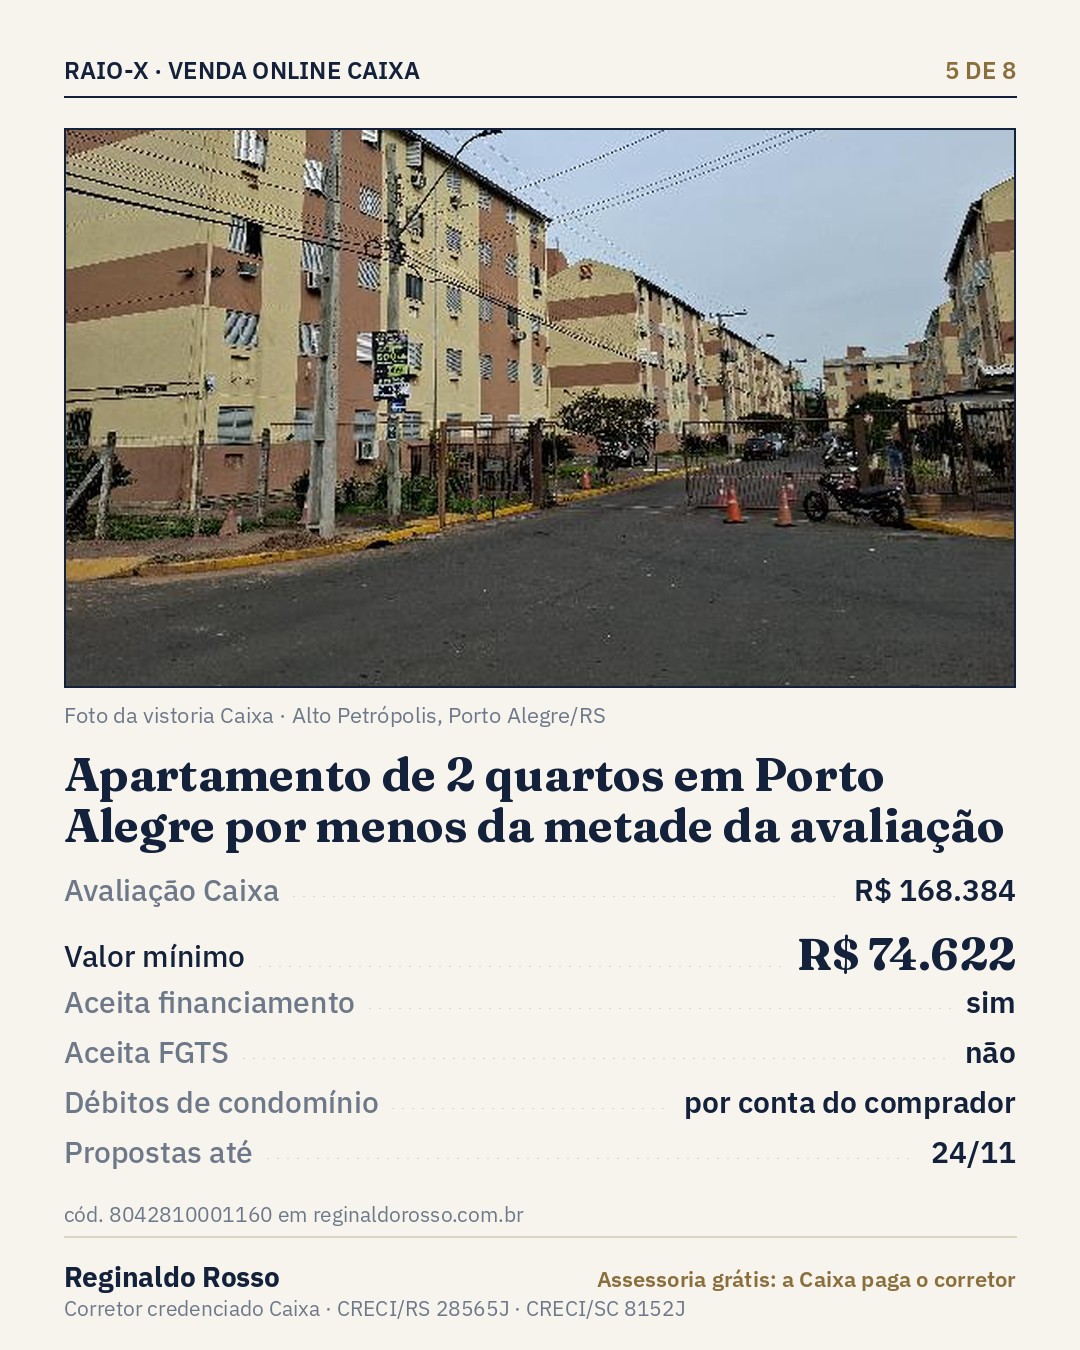 RAIO-X · VENDA ONLINE CAIXA
5 DE 8
Foto da vistoria Caixa · Alto Petrópolis, Porto Alegre/RS
Apartamento de 2 quartos em Porto
Alegre por menos da metade da avaliação
Avaliação Caixa R$ 168.384
Valor mínimo R$ 74.622
Aceita financiamento sim
Aceita FGTS não
Débitos de condomínio por conta do comprador
Propostas até 24/11
cód. 8042810001160 em reginaldorosso.com.br
Reginaldo Rosso
Assessoria grátis: a Caixa paga o corretor
Corretor credenciado Caixa · CRECI/RS 28565J · CRECI/SC 8152J